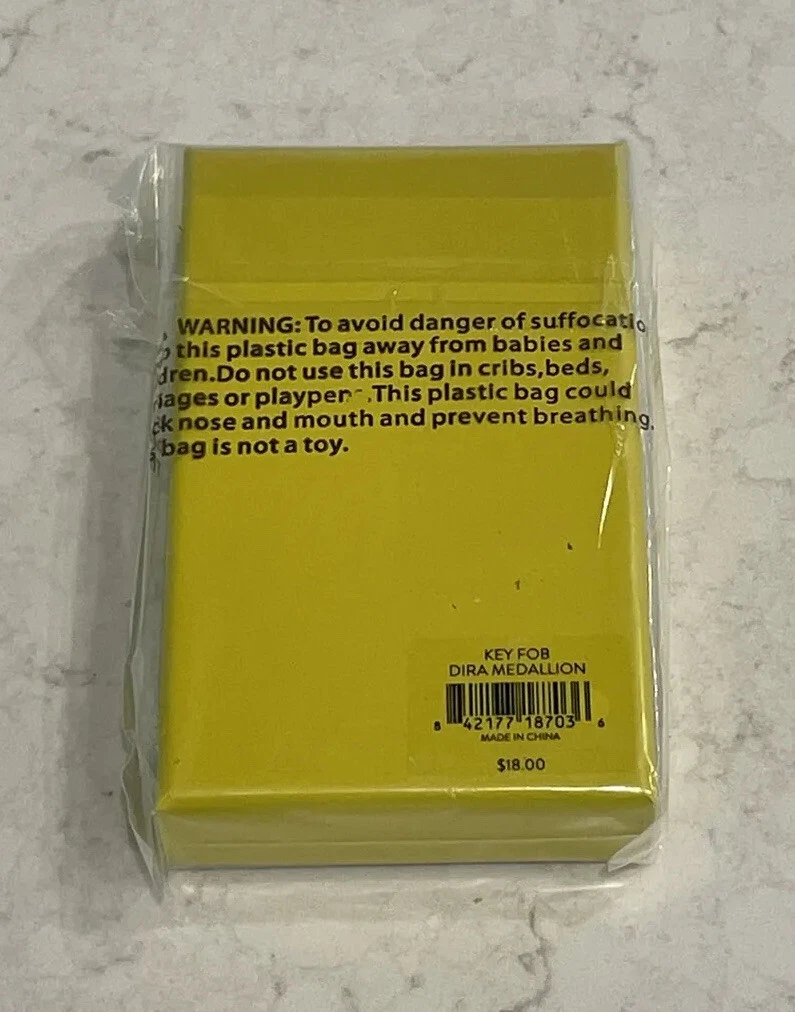 WARNING: To avoid danger of suffocatio
this plastic bag away from babies and
dren.Do not use this bag in cribs,beds,
iages or playpen .This plastic bag could
ck nose and mouth and prevent breathing.
bag is not a toy.
KEY FOB
DIRA MEDALLION
8 42177 18703 6
MADE IN CHINA
$18.00